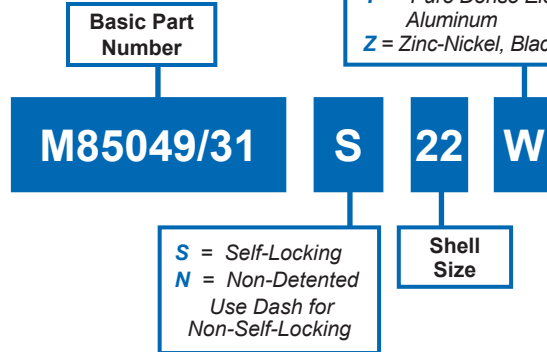 Basic Part
Number
Aluminum
Z = Zinc-Nickel,
M85049/31 S 22 W
S = Self-Locking
N = Non-Detented
Use Dash for
Non-Self-Locking
Shell
Size